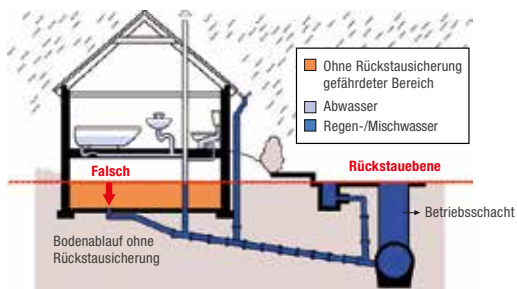 Ohne Rückstausicherung
gefährdeter Bereich
Abwasser
Regen-/Mischwasser
Falsch
Rückstauebene
Betriebsschacht
Bodenablauf ohne
Rückstausicherung